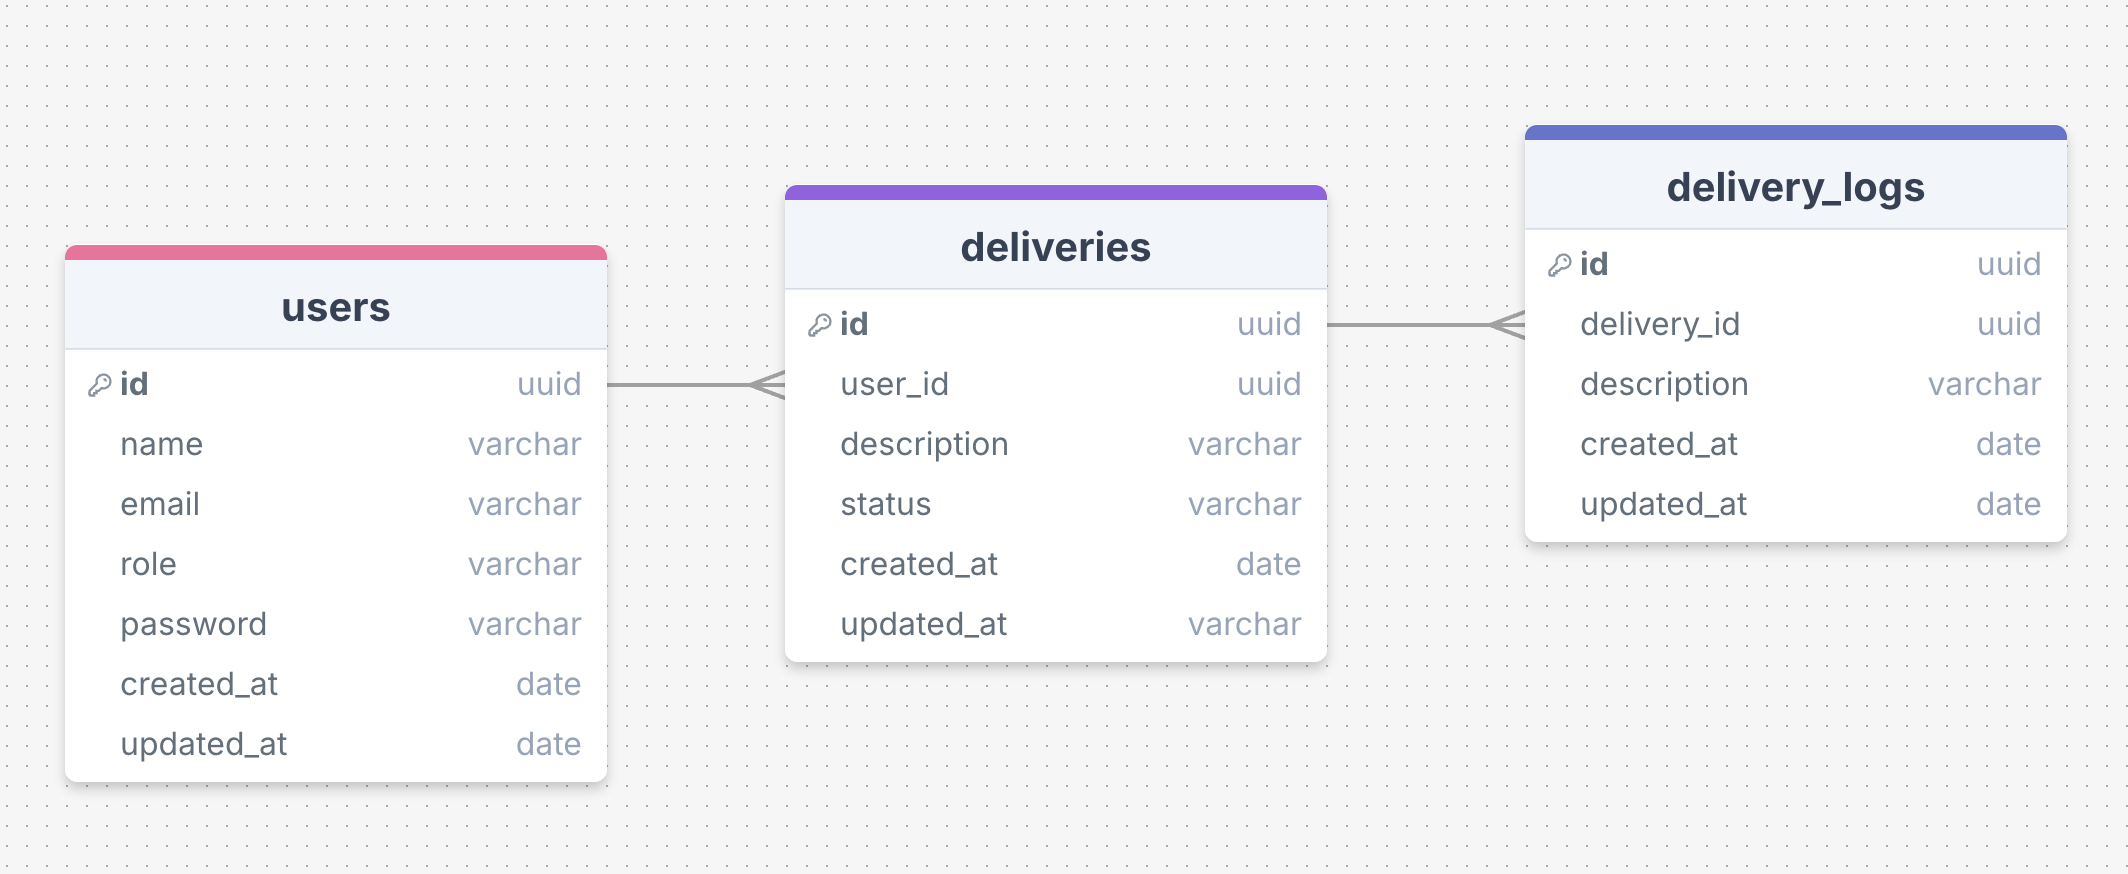 users
id uuid
name varchar
email varchar
role varchar
password varchar
created_at date
updated_at date
deliveries
id uuid
user_id uuid
description varchar
status varchar
created_at date
updated_at varchar
delivery_logs
id uuid
delivery_id uuid
description varchar
created_at date
updated_at date